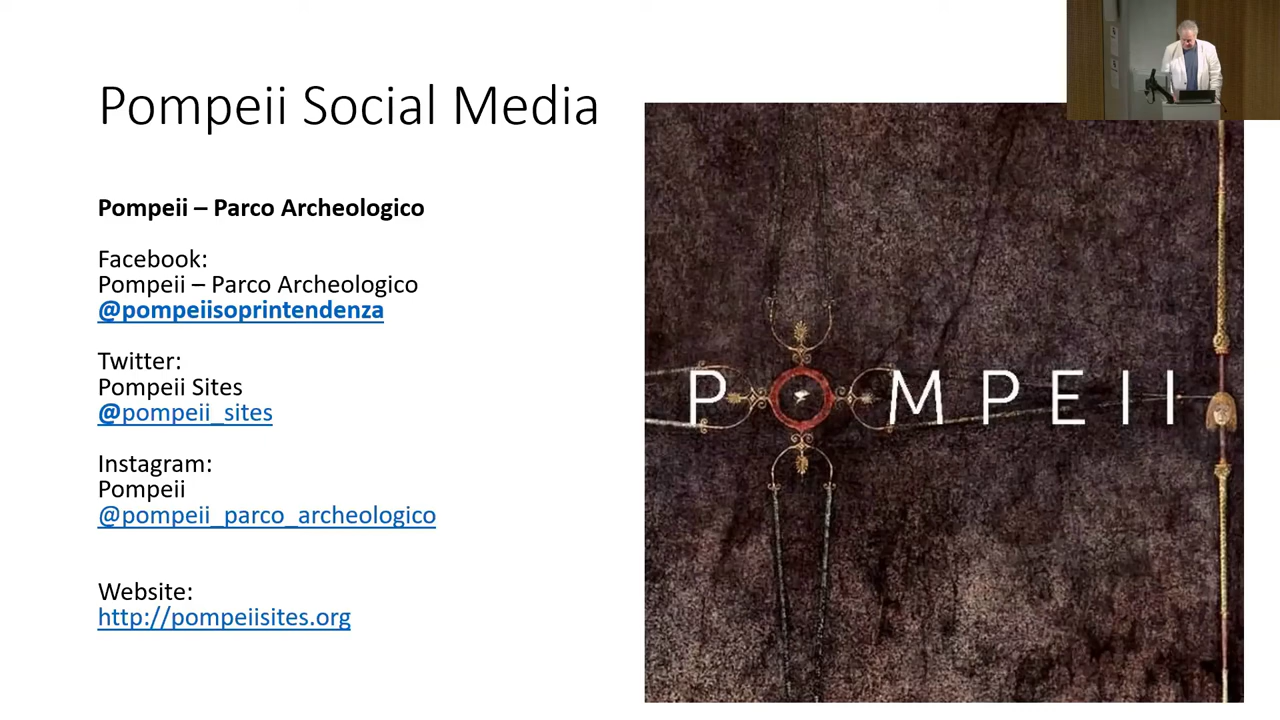 Pompeii Social Media
Pompeii – Parco Archeologico
Facebook:
Pompeii – Parco Archeologico
@pompeiisoprintendenza
Twitter:
Pompeii Sites
@pompeii_sites
Instagram:
Pompeii
@pompeii_parco_archeologico
Website:
http://pompeiisites.org
POMPEII